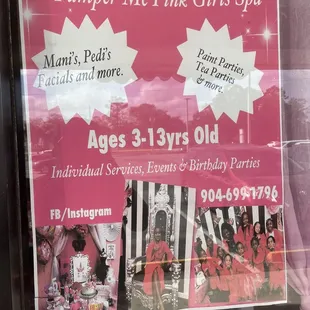 Pamper Me Pink Girls Spa
Mani's, Pedi's
Facials and more.
Paint Parties,
Tea Parties
& more.
Ages 3-13yrs Old
Individual Services, Events & Birthday Parties
904-699-1796
FB/Instagram